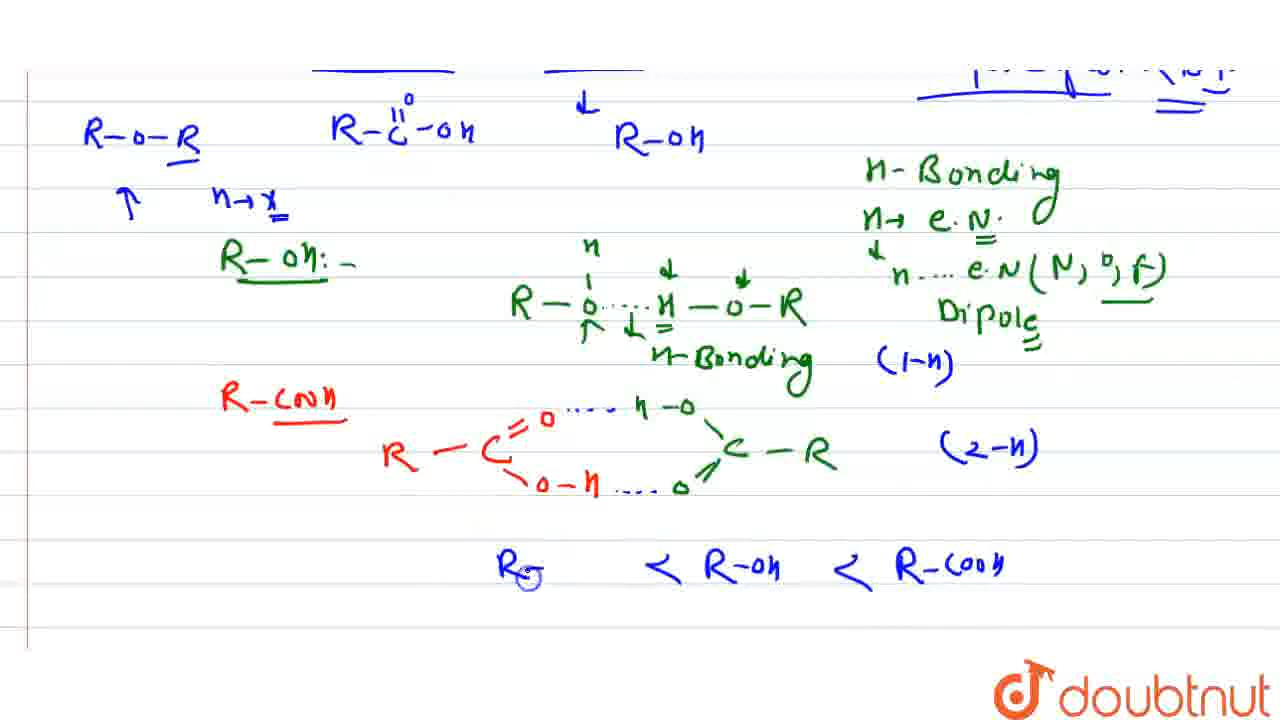 R-O-R
R-C-OH
O
R-OH
H-Bonding
H→x
H→ e.N.
R-OH:-
H
H....e.N(N, O, F)
R-O.....H-O-R
Dipole
H-Bonding
(1-H)
R-COOH
O.....H-O
R-C
C-R
(2-H)
O-H.....O
R- < R-OH < R-COOH
doubtnut